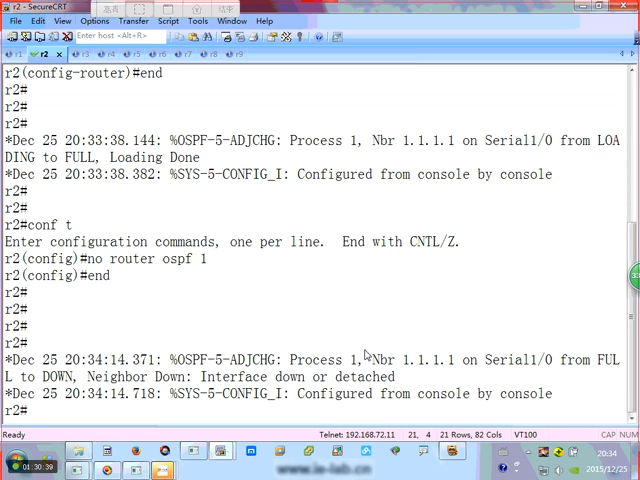 r2 - SecureCRT
File Edit View Options Transfer Script Tools Window Help
Enter host <Alt+R>
r1 r2 × r3 r4 r5 r6 r7 r8 r9
r2(config-router)#end
r2#
r2#
r2#
*Dec 25 20:33:38.144: %OSPF-5-ADJCHG: Process 1, Nbr 1.1.1.1 on Serial1/0 from LOA
DING to FULL, Loading Done
*Dec 25 20:33:38.382: %SYS-5-CONFIG_I: Configured from console by console
r2#
r2#
r2#conf t
Enter configuration commands, one per line.  End with CNTL/Z.
r2(config)#no router ospf 1
r2(config)#end
r2#
r2#
r2#
r2#
*Dec 25 20:34:14.371: %OSPF-5-ADJCHG: Process 1, Nbr 1.1.1.1 on Serial1/0 from FUL
L to DOWN, Neighbor Down: Interface down or detached
*Dec 25 20:34:14.718: %SYS-5-CONFIG_I: Configured from console by console
r2#
Ready Telnet: 192.168.72.11 21, 4 21 Rows, 82 Cols VT100 CAP NUM
20:34
01:30:39 www.ie-lab.cn 2015/12/25